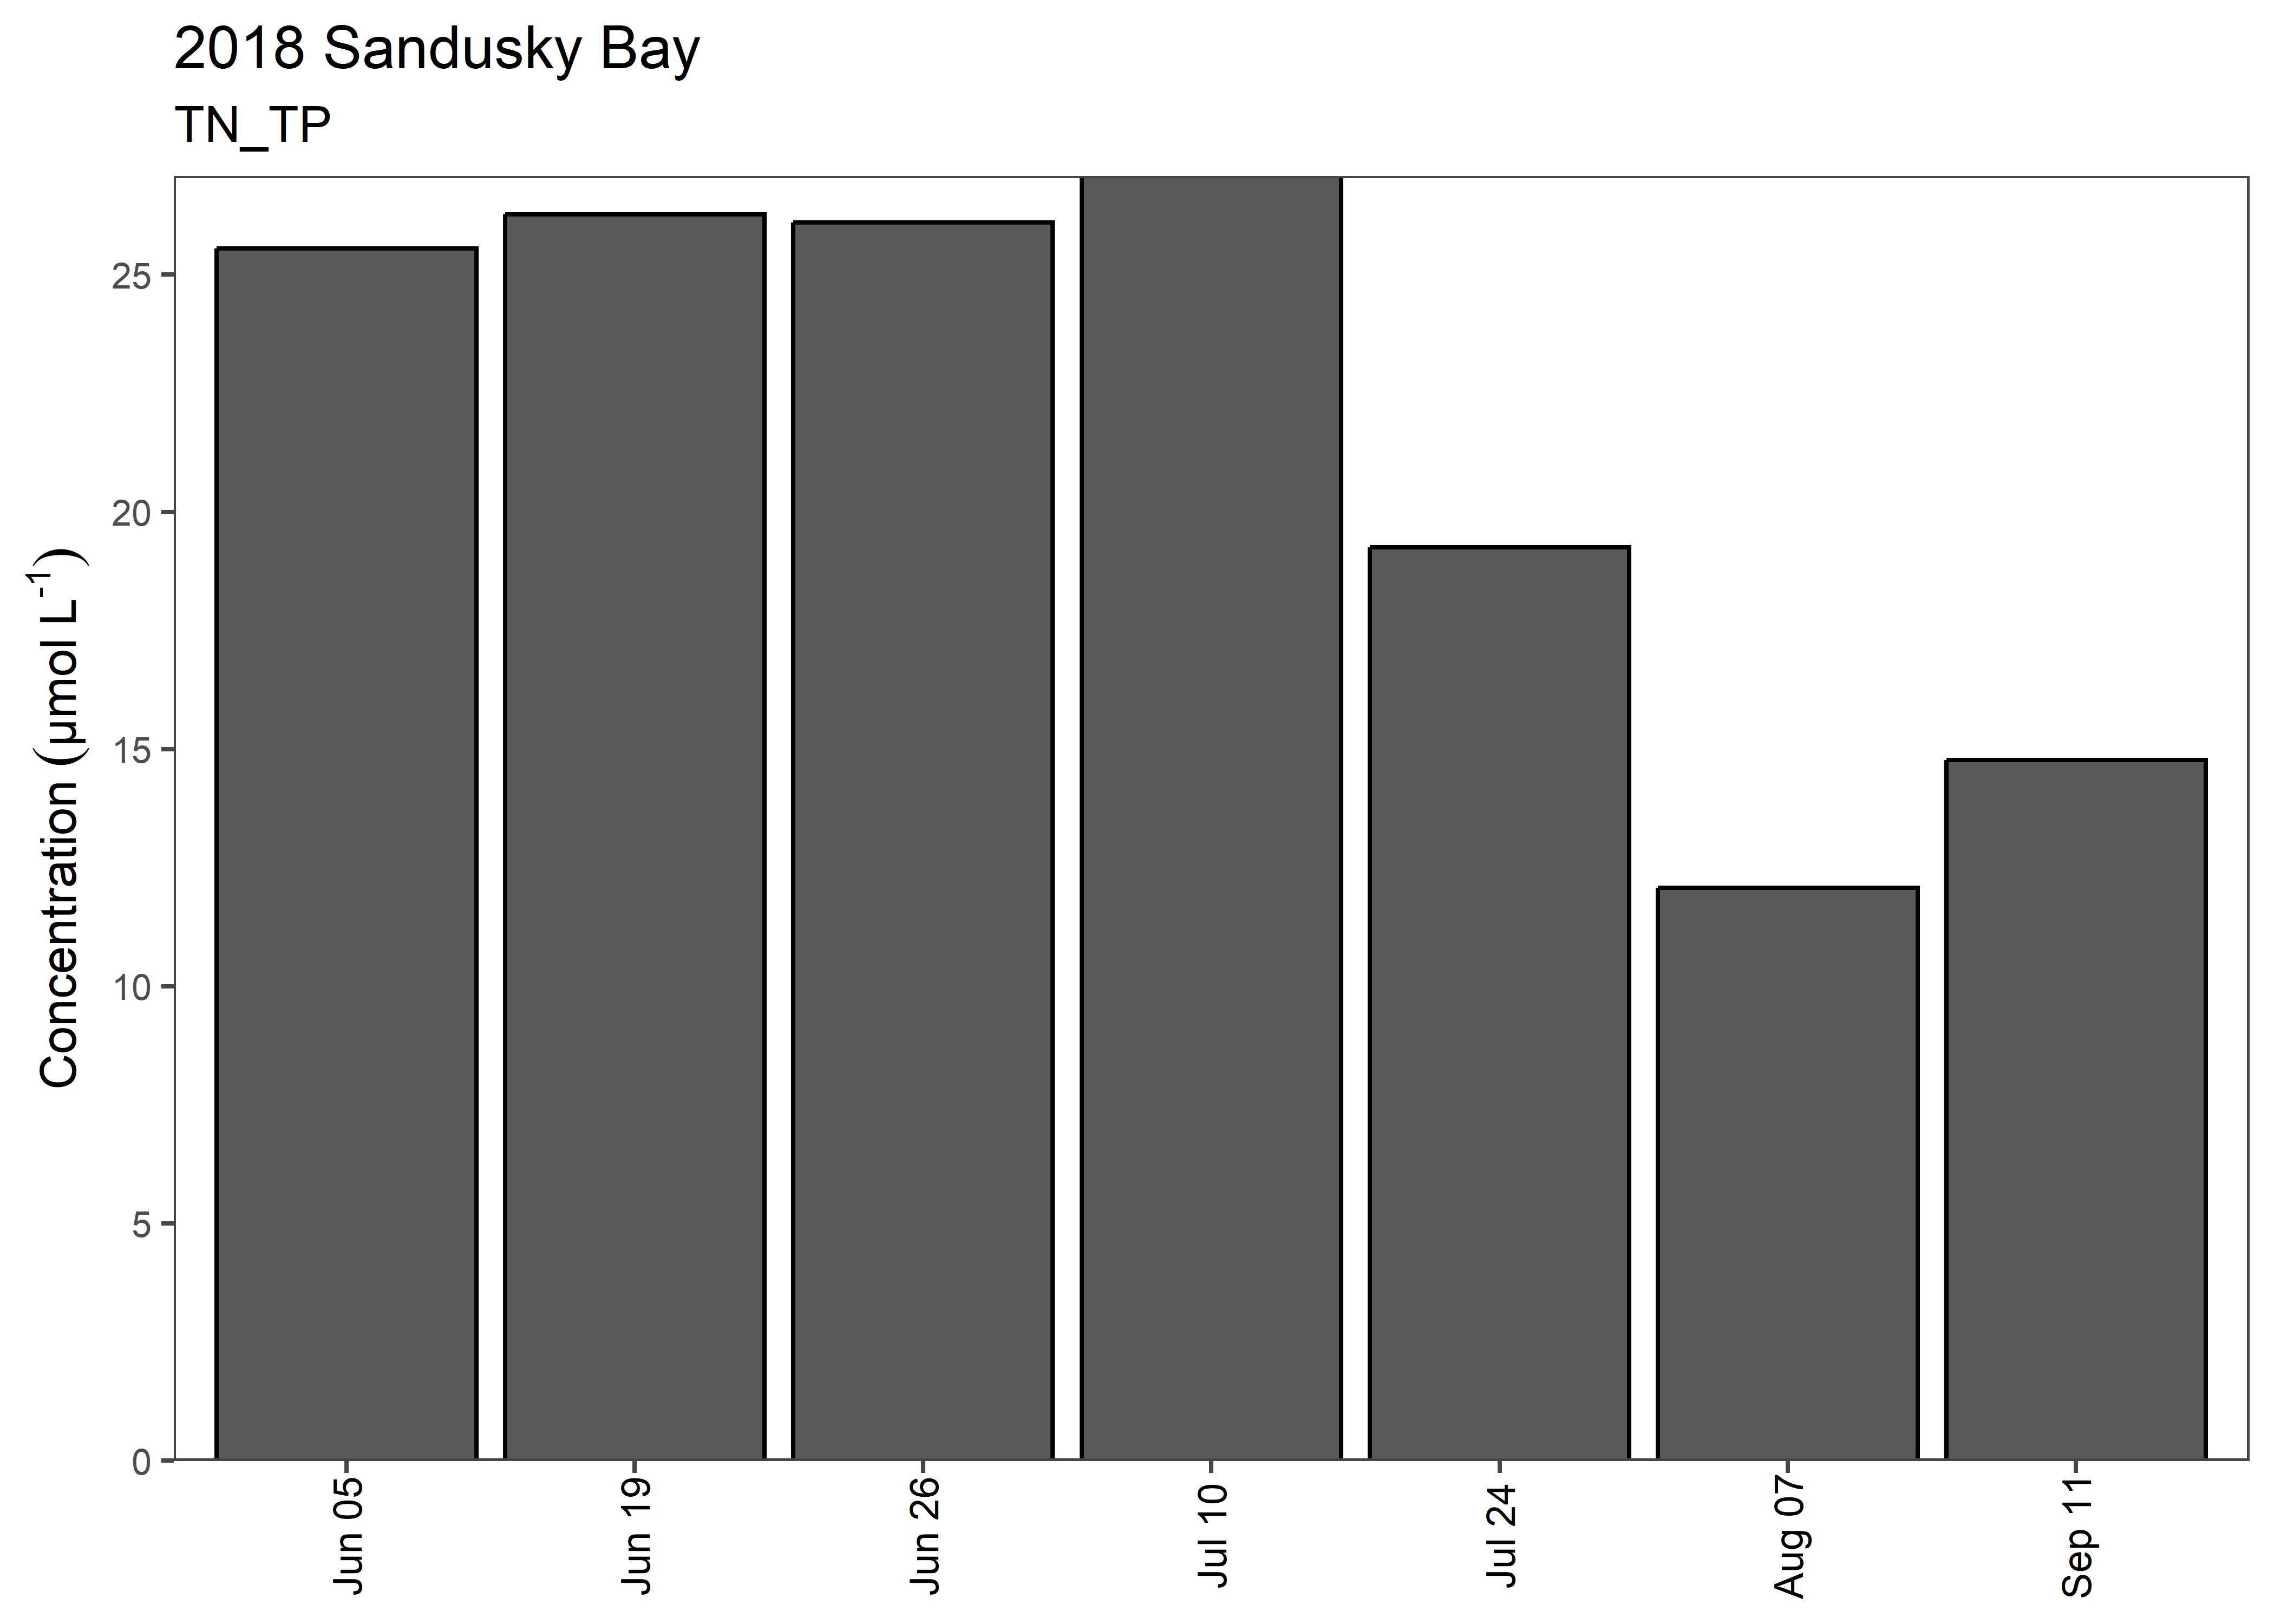 2018 Sandusky Bay
TN_TP
Concentration (µmol L⁻¹)
25
20
15
10
5
0
Jun 05
Jun 19
Jun 26
Jul 10
Jul 24
Aug 07
Sep 11